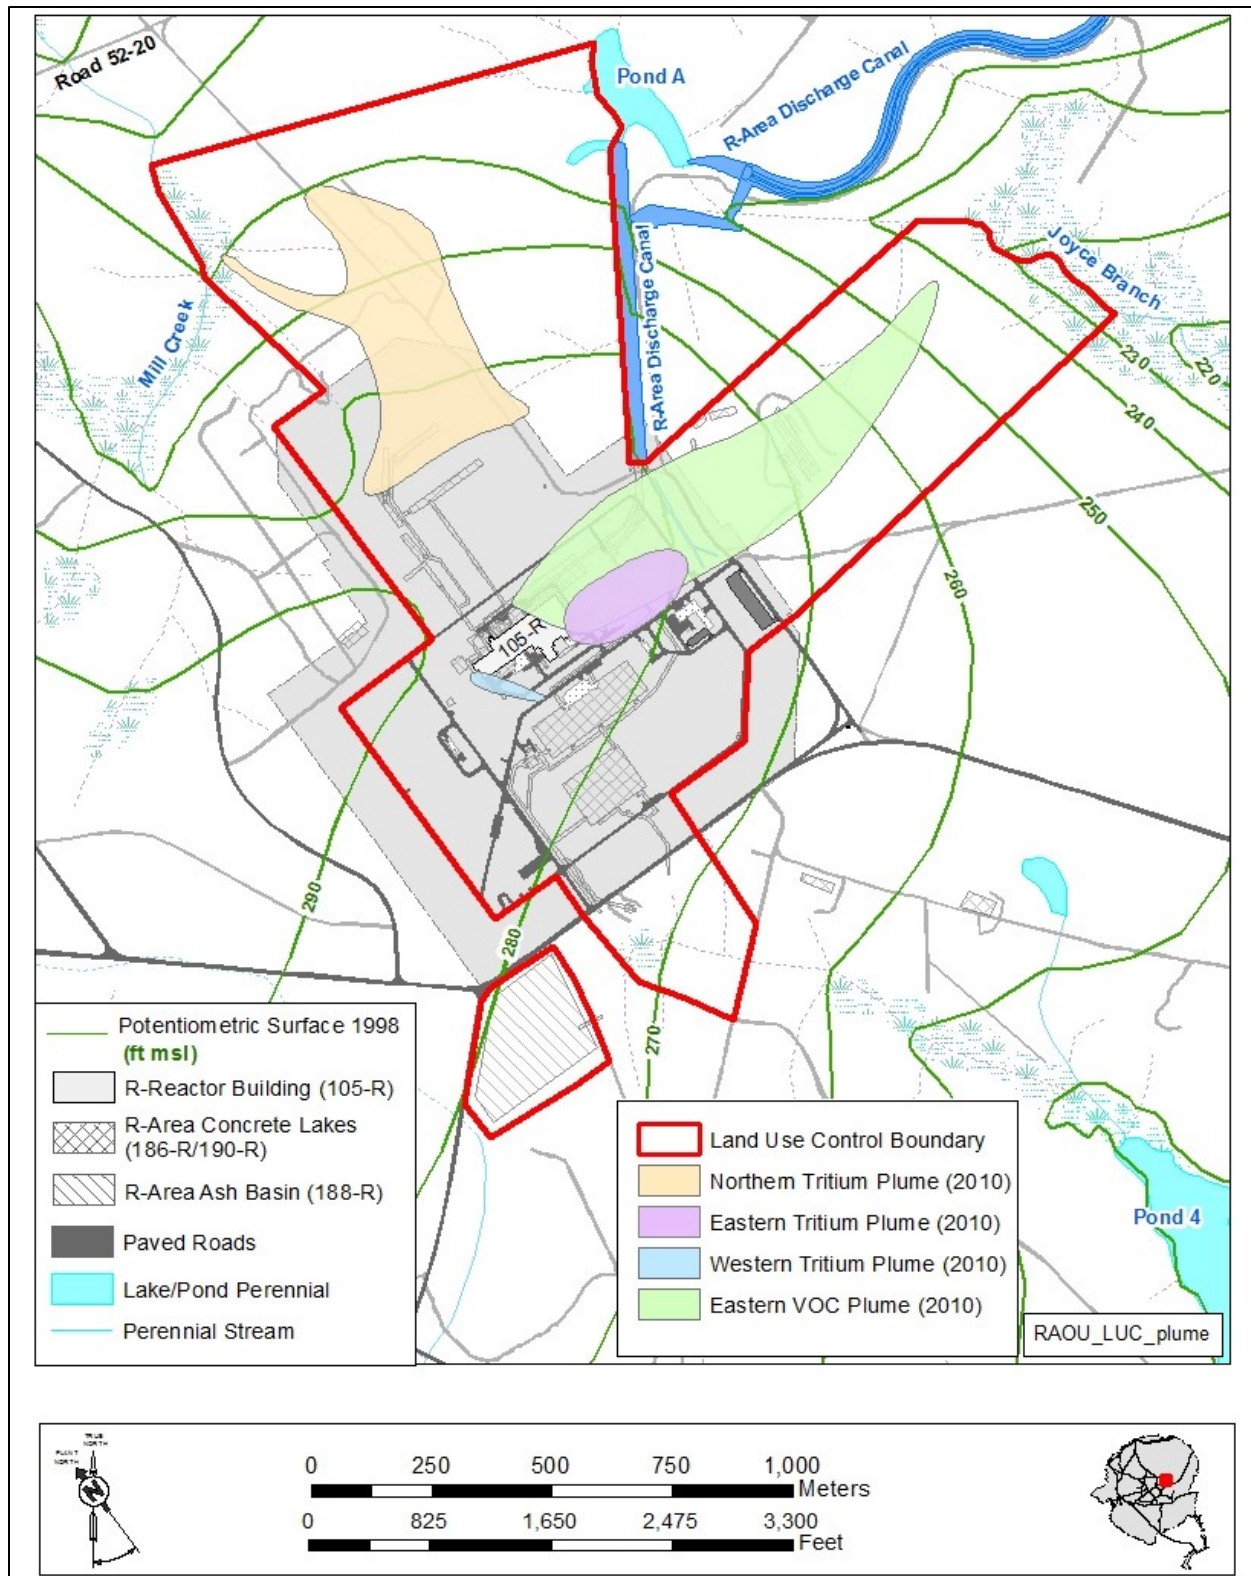 Road 52-20
Pond A
R-Area Discharge Canal
R-Area Discharge Canal
Joyce Branch
Mill Creek
230
220
240
250
260
105-R
290
280
270
Pond 4
Potentiometric Surface 1998
(ft msl)
R-Reactor Building (105-R)
R-Area Concrete Lakes
(186-R/190-R)
R-Area Ash Basin (188-R)
Paved Roads
Lake/Pond Perennial
Perennial Stream
Land Use Control Boundary
Northern Tritium Plume (2010)
Eastern Tritium Plume (2010)
Western Tritium Plume (2010)
Eastern VOC Plume (2010)
RAOU_LUC_plume
TRUE
NORTH
PLANT
NORTH
N
0 250 500 750 1,000
Meters
0 825 1,650 2,475 3,300
Feet